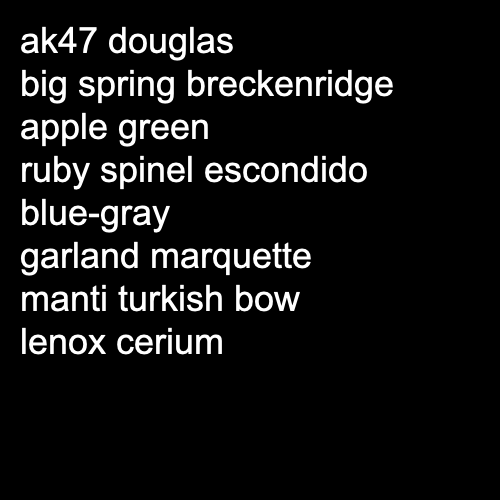 ak47 douglas
big spring breckenridge
apple green
ruby spinel escondido
blue-gray
garland marquette
manti turkish bow
lenox cerium